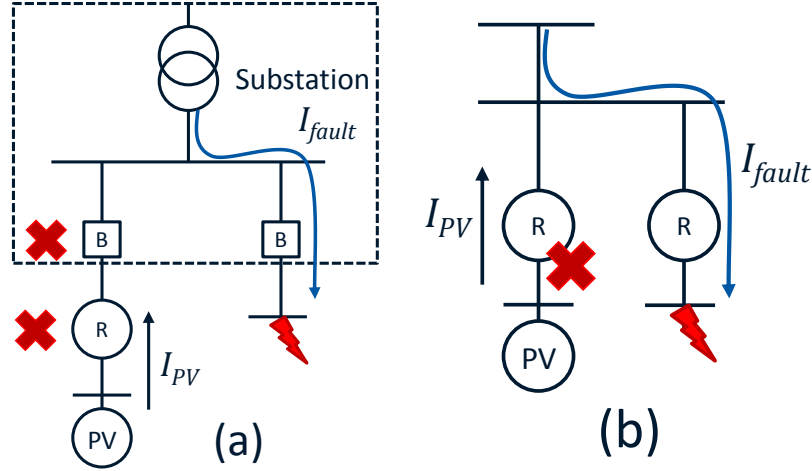 Substation
I_fault
B
B
R
I_PV
PV
(a)
I_PV
R
R
I_fault
PV
(b)